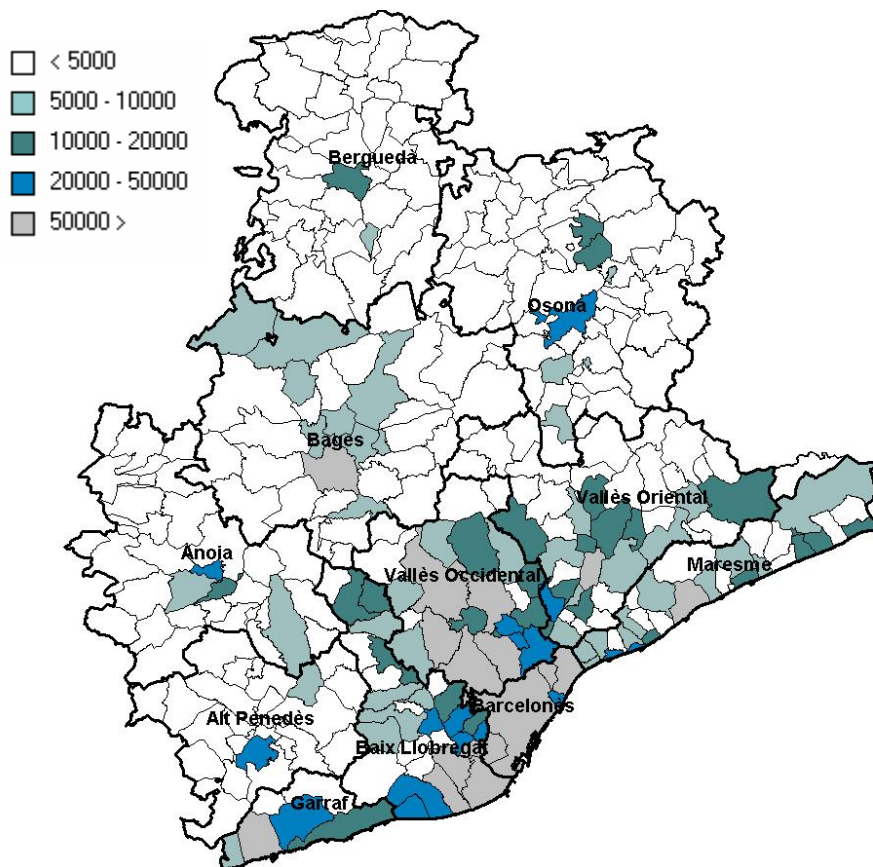 < 5000
5000 - 10000
10000 - 20000
20000 - 50000
50000 >
Berguedà
Osona
Bages
Vallès Oriental
Anoia
Vallès Occidental
Maresme
Alt Penedès
Barcelonès
Baix Llobregat
Garraf